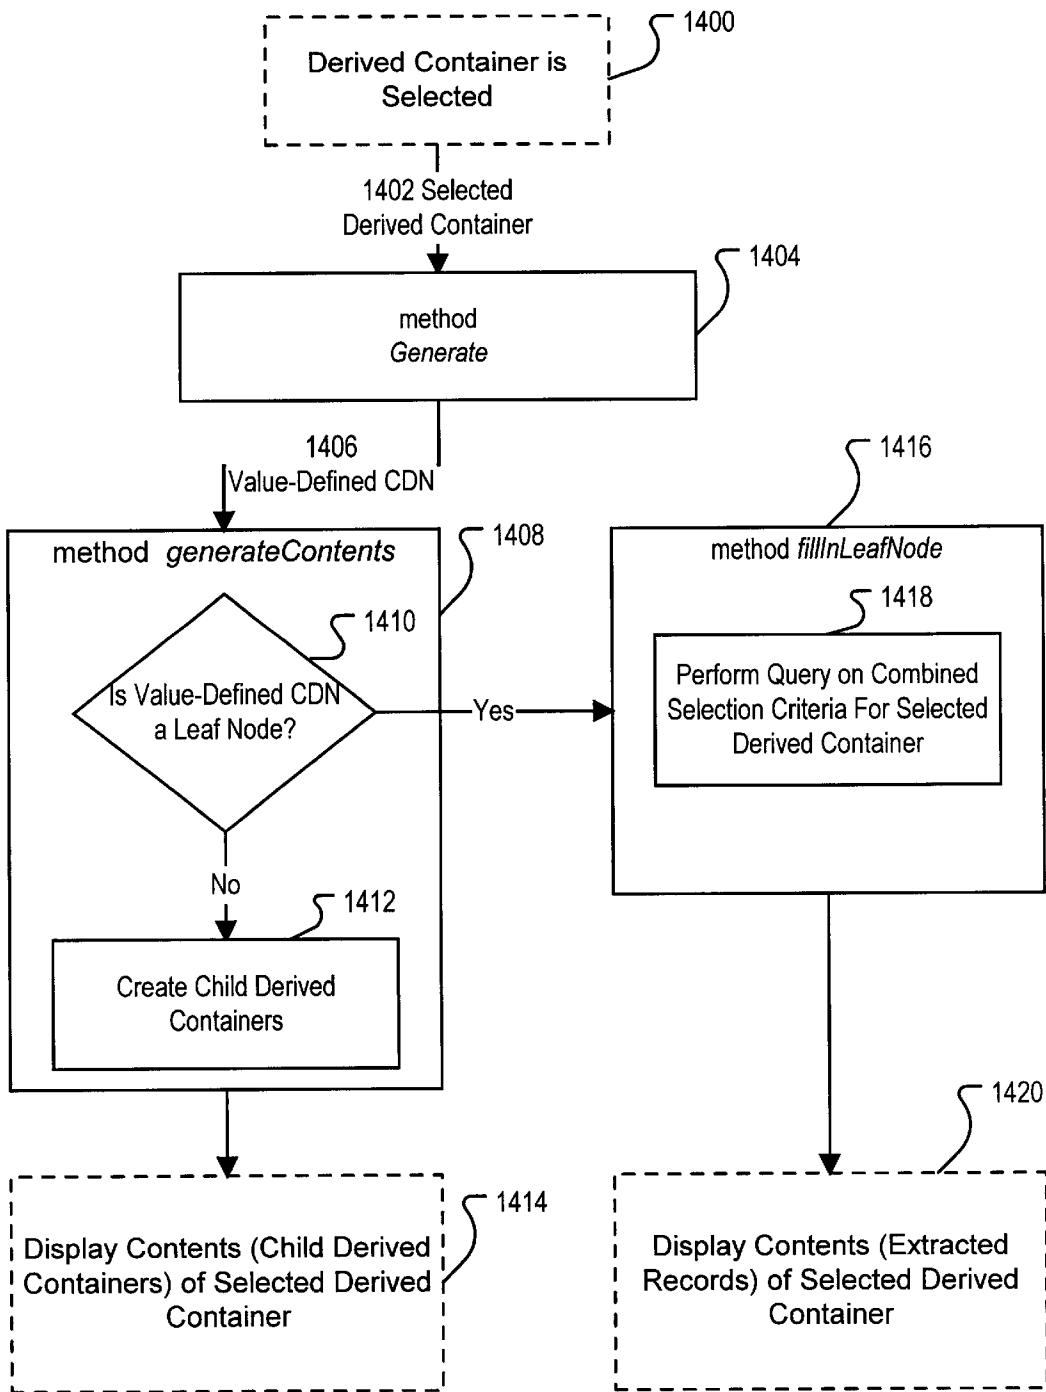 1400
Derived Container is
Selected
1402 Selected
Derived Container
1404
method
Generate
1406
Value-Defined CDN
1416
method generateContents
1408
method fillInLeafNode
1410
1418
Is Value-Defined CDN
a Leaf Node?
Yes
Perform Query on Combined
Selection Criteria For Selected
Derived Container
No
1412
Create Child Derived
Containers
1420
1414
Display Contents (Child Derived
Containers) of Selected Derived
Container
Display Contents (Extracted
Records) of Selected Derived
Container